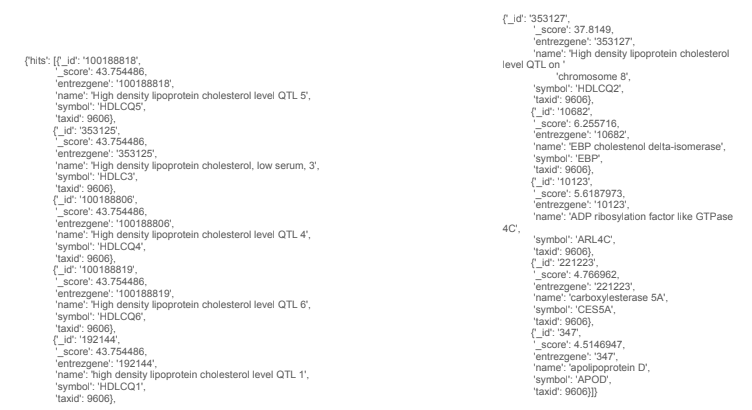 {'hits': [{'_id': '100188818',
'_score': 43.754486,
'entrezgene': '100188818',
'name': 'High density lipoprotein cholesterol level QTL 5',
'symbol': 'HDLCQ5',
'taxid': 9606},
{'_id': '353125',
'_score': 43.754486,
'entrezgene': '353125',
'name': 'High density lipoprotein cholesterol, low serum, 3',
'symbol': 'HDLC3',
'taxid': 9606},
{'_id': '100188806',
'_score': 43.754486,
'entrezgene': '100188806',
'name': 'High density lipoprotein cholesterol level QTL 4',
'symbol': 'HDLCQ4',
'taxid': 9606},
{'_id': '100188819',
'_score': 43.754486,
'entrezgene': '100188819',
'name': 'High density lipoprotein cholesterol level QTL 6',
'symbol': 'HDLCQ6',
'taxid': 9606},
{'_id': '192144',
'_score': 43.754486,
'entrezgene': '192144',
'name': 'high density lipoprotein cholesterol level QTL 1',
'symbol': 'HDLCQ1',
'taxid': 9606},
{'_id': '353127',
'_score': 37.8149,
'entrezgene': '353127',
'name': 'High density lipoprotein cholesterol
level QTL on '
'chromosome 8',
'symbol': 'HDLCQ2',
'taxid': 9606},
{'_id': '10682',
'_score': 6.255716,
'entrezgene': '10682',
'name': 'EBP cholestenol delta-isomerase',
'symbol': 'EBP',
'taxid': 9606},
{'_id': '10123',
'_score': 5.6187973,
'entrezgene': '10123',
'name': 'ADP ribosylation factor like GTPase
4C',
'symbol': 'ARL4C',
'taxid': 9606},
{'_id': '221223',
'_score': 4.766962,
'entrezgene': '221223',
'name': 'carboxylesterase 5A',
'symbol': 'CES5A',
'taxid': 9606},
{'_id': '347',
'_score': 4.5146947,
'entrezgene': '347',
'name': 'apolipoprotein D',
'symbol': 'APOD',
'taxid': 9606}]}